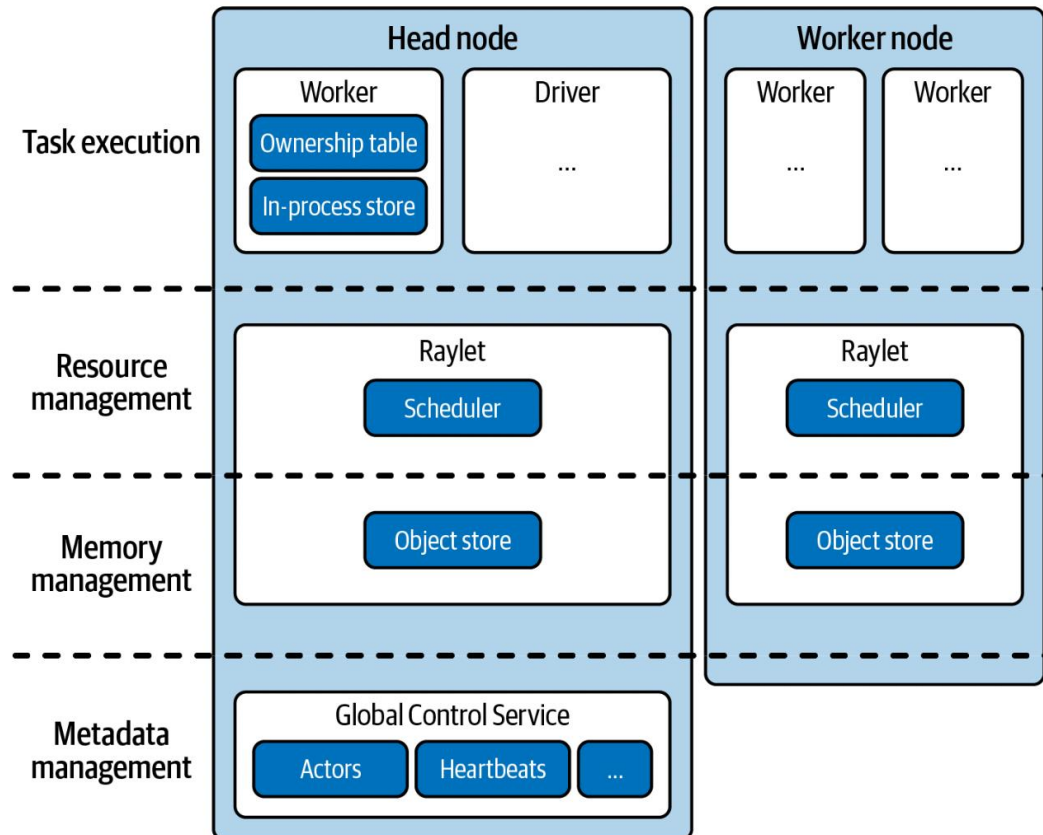 Head node
Worker node
Task execution
Worker
Ownership table
In-process store
Driver
...
Worker
...
Worker
...
Resource
management
Raylet
Scheduler
Raylet
Scheduler
Memory
management
Object store
Object store
Metadata
management
Global Control Service
Actors
Heartbeats
...